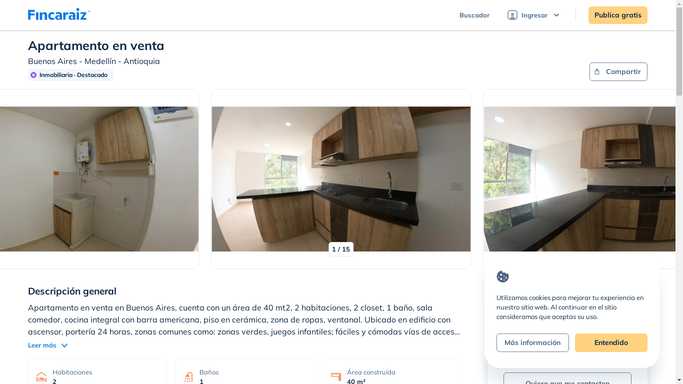 Fincaraiz
Buscador
Ingresar
Publica gratis
Apartamento en venta
Buenos Aires - Medellín - Antioquia
Inmobiliaria · Destacado
Compartir
1 / 15
Descripción general
Apartamento en venta en Buenos Aires, cuenta con un área de 40 mt2, 2 habitaciones, 2 closet, 1 baño, sala
comedor, cocina integral con barra americana, piso en cerámica, zona de ropas, ventanal. Ubicado en edificio con
ascensor, portería 24 horas, zonas comunes como: zonas verdes, juegos infantiles; fáciles y cómodas vías de acces...
Leer más
Habitaciones
2
Baños
1
Área construida
40 m²
Utilizamos cookies para mejorar tu experiencia en
nuestro sitio web. Al continuar en el sitio
consideramos que aceptas su uso.
Más información
Entendido
Quiero que me contacten